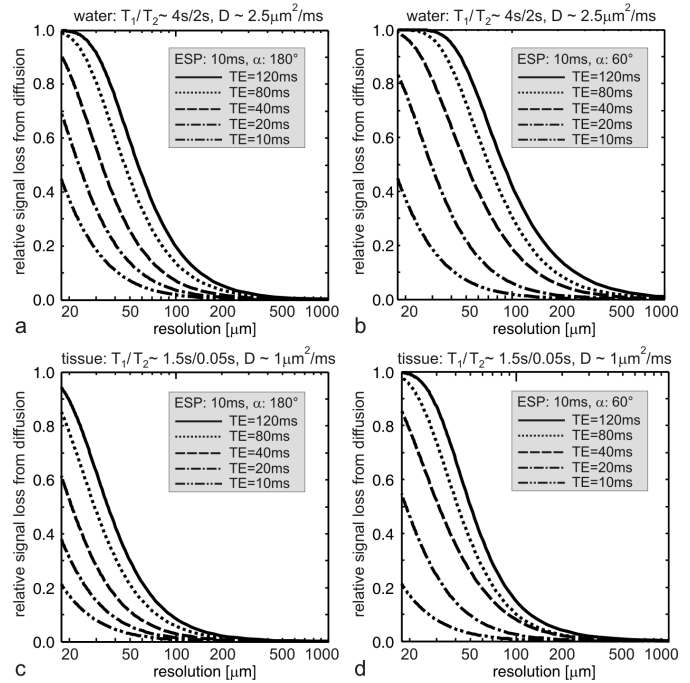 water: T1/T2~ 4s/2s, D ~ 2.5μm²/ms
relative signal loss from diffusion
1.0
0.8
0.6
0.4
0.2
0.0
ESP: 10ms, α: 180°
TE=120ms
TE=80ms
TE=40ms
TE=20ms
TE=10ms
20 50 100 200 500 1000
a resolution [μm]
water: T1/T2~ 4s/2s, D ~ 2.5μm²/ms
relative signal loss from diffusion
1.0
0.8
0.6
0.4
0.2
0.0
ESP: 10ms, α: 60°
TE=120ms
TE=80ms
TE=40ms
TE=20ms
TE=10ms
20 50 100 200 500 1000
b resolution [μm]
tissue: T1/T2~ 1.5s/0.05s, D ~ 1μm²/ms
relative signal loss from diffusion
1.0
0.8
0.6
0.4
0.2
0.0
ESP: 10ms, α: 180°
TE=120ms
TE=80ms
TE=40ms
TE=20ms
TE=10ms
20 50 100 200 500 1000
c resolution [μm]
tissue: T1/T2~ 1.5s/0.05s, D ~ 1μm²/ms
relative signal loss from diffusion
1.0
0.8
0.6
0.4
0.2
0.0
ESP: 10ms, α: 60°
TE=120ms
TE=80ms
TE=40ms
TE=20ms
TE=10ms
20 50 100 200 500 1000
d resolution [μm]